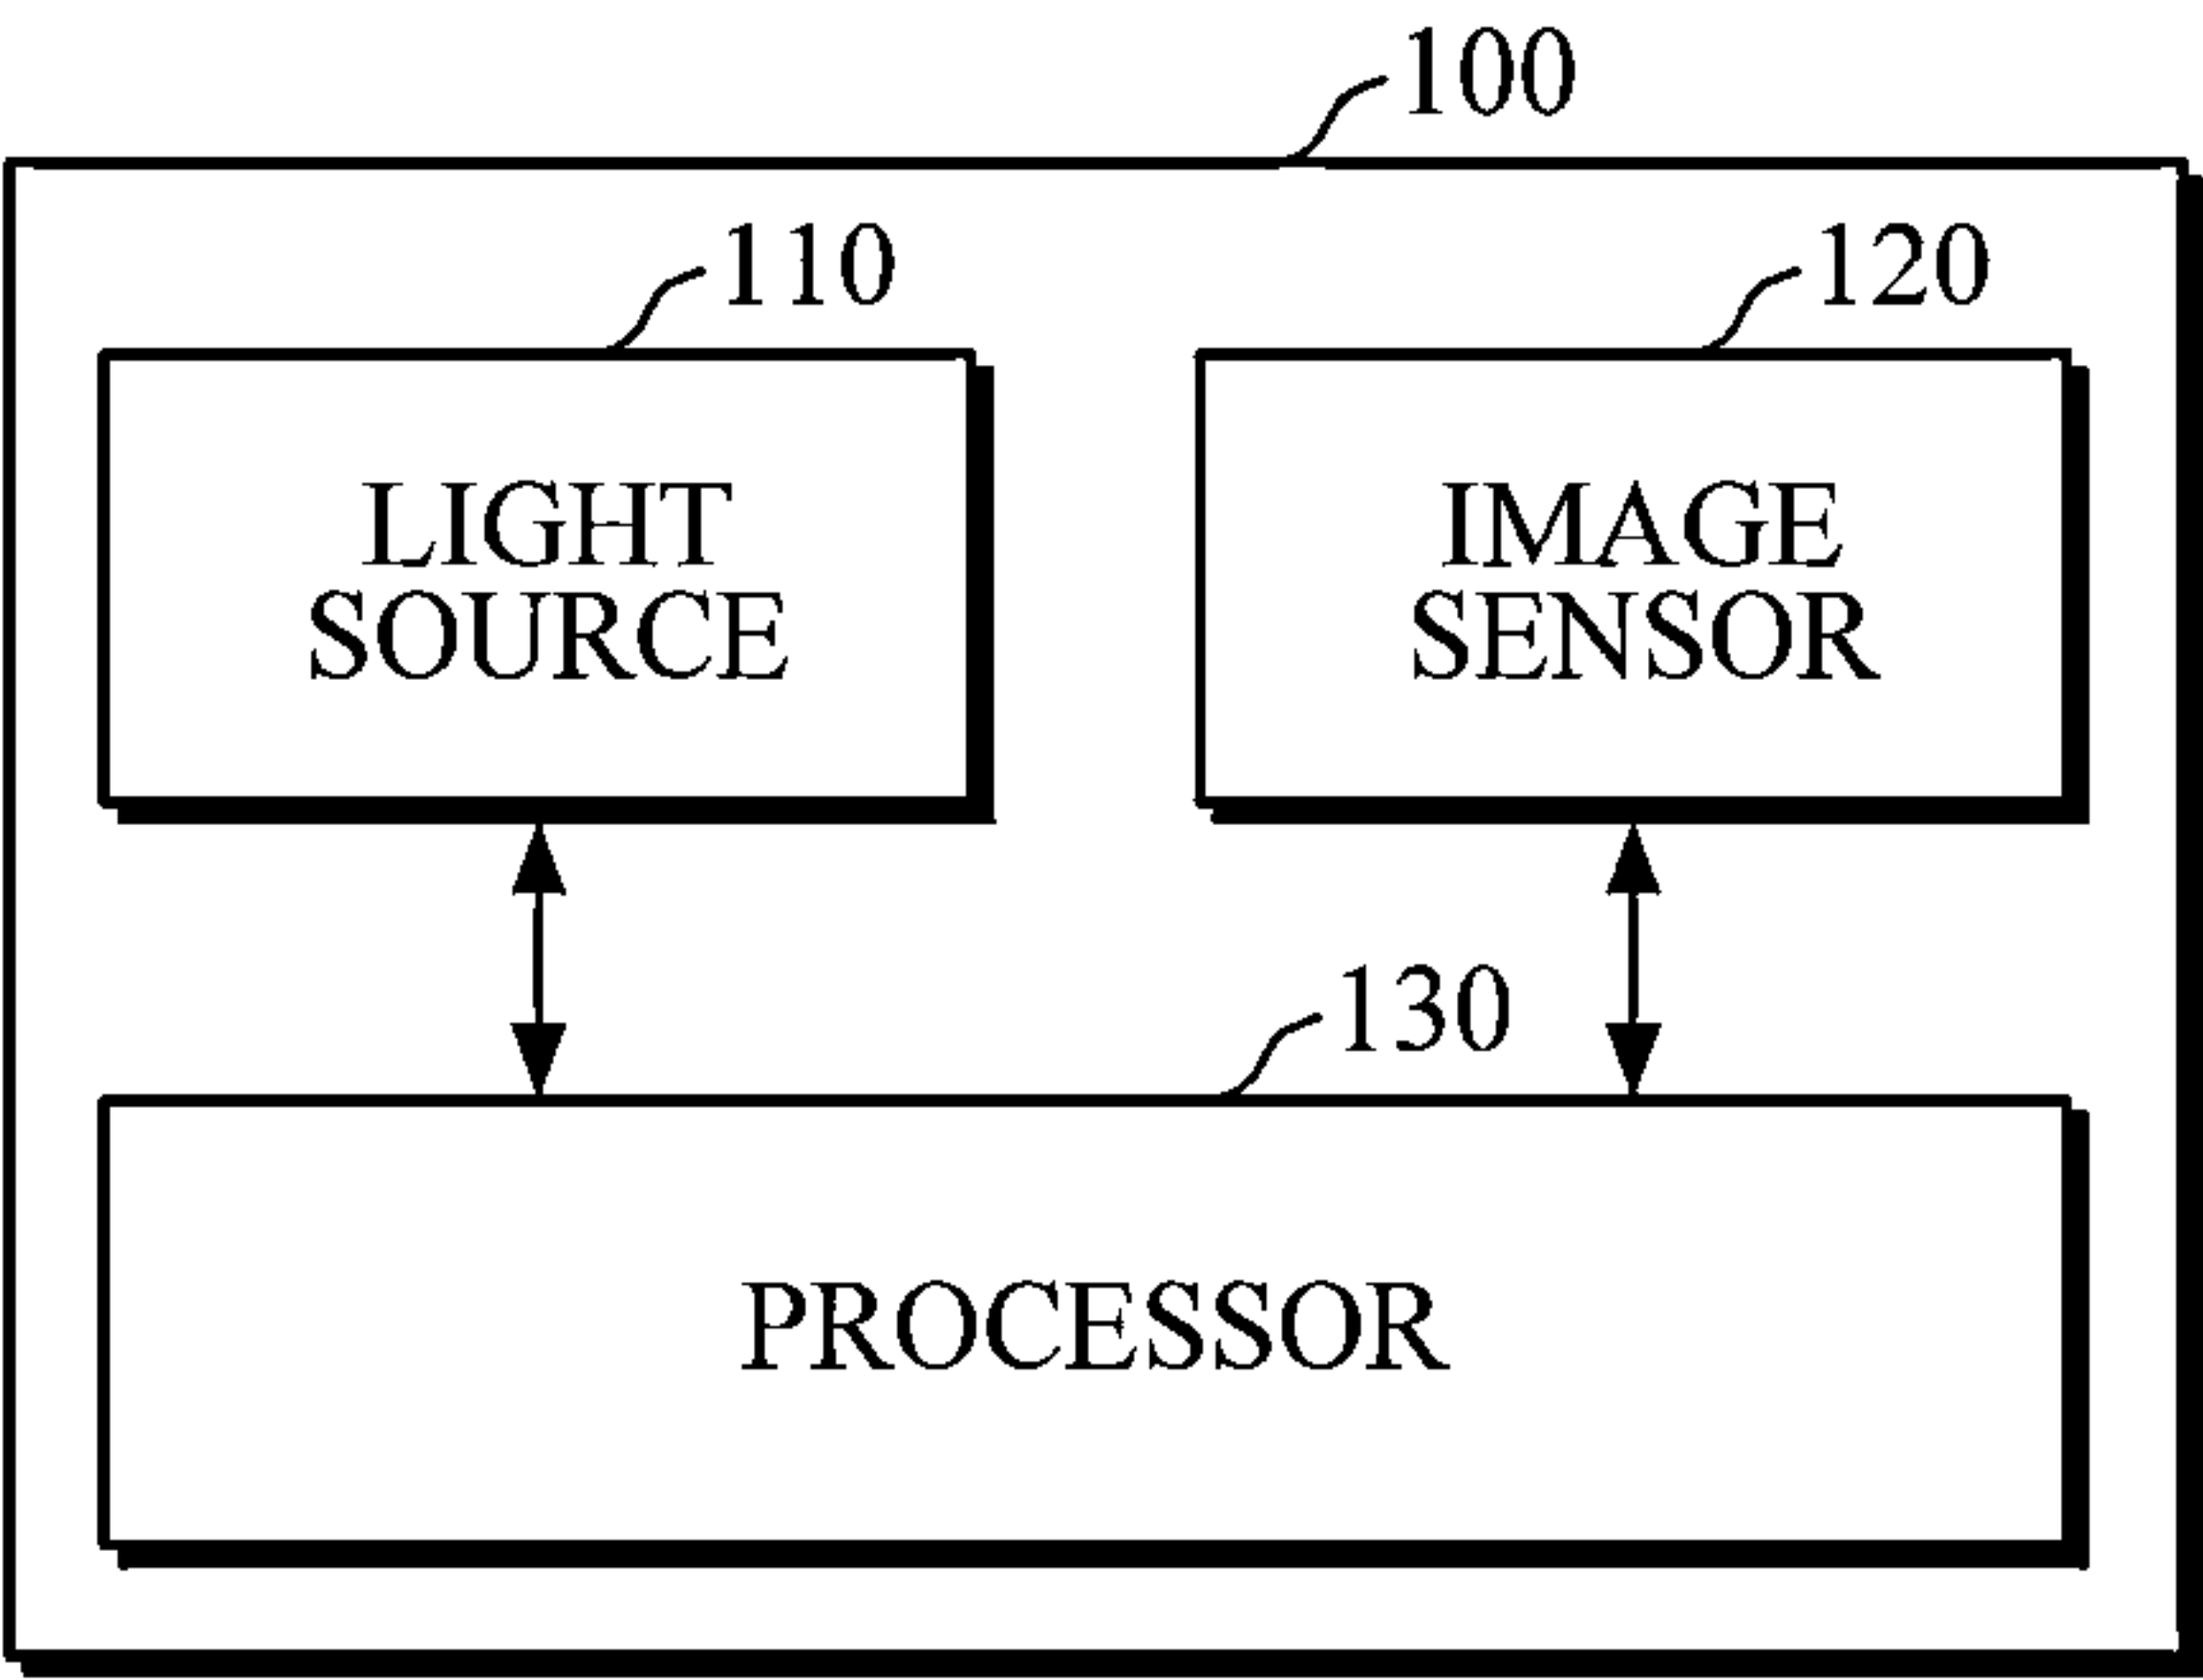 100
110
120
LIGHT
SOURCE
IMAGE
SENSOR
130
PROCESSOR